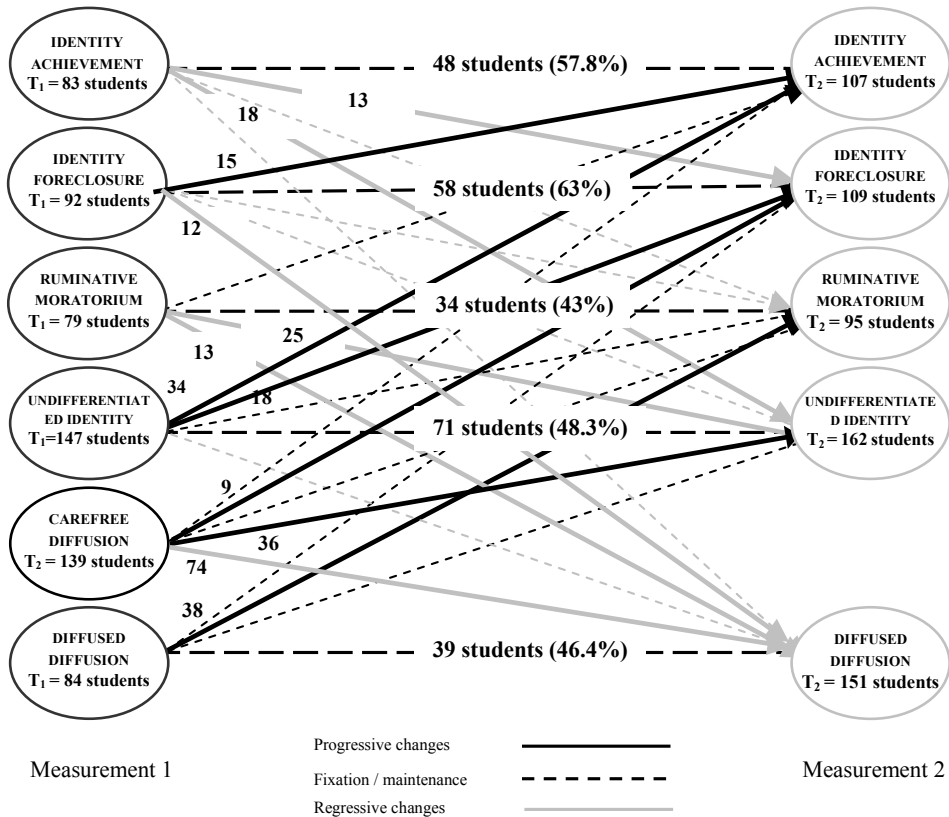 IDENTITY
ACHIEVEMENT
T1 = 83 students
48 students (57.8%)
IDENTITY
ACHIEVEMENT
T2 = 107 students
18
13
15
IDENTITY
FORECLOSURE
T1 = 92 students
58 students (63%)
IDENTITY
FORECLOSURE
T2 = 109 students
12
RUMINATIVE
MORATORIUM
T1 = 79 students
34 students (43%)
RUMINATIVE
MORATORIUM
T2 = 95 students
13
25
34
18
UNDIFFERENTIAT
ED IDENTITY
T1=147 students
71 students (48.3%)
UNDIFFERENTIATE
D IDENTITY
T2 = 162 students
9
CAREFREE
DIFFUSION
T2 = 139 students
36
74
38
DIFFUSED
DIFFUSION
T1 = 84 students
39 students (46.4%)
DIFFUSED
DIFFUSION
T2 = 151 students
Measurement 1
Progressive changes
Fixation / maintenance
Regressive changes
Measurement 2